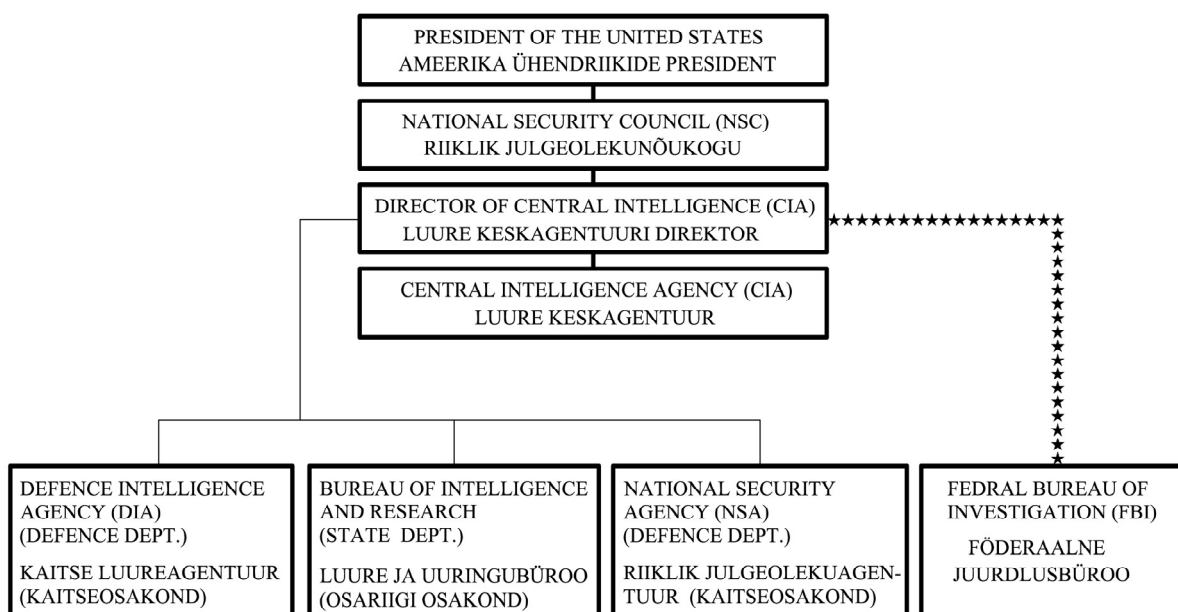 PRESIDENT OF THE UNITED STATES
AMEERIKA ÜHENDRIIKIDE PRESIDENT
NATIONAL SECURITY COUNCIL (NSC)
RIIKLIK JULGEOLEKUNÕUKOGU
DIRECTOR OF CENTRAL INTELLIGENCE (CIA)
LUURE KESKAGENTUURI DIREKTOR
CENTRAL INTELLIGENCE AGENCY (CIA)
LUURE KESKAGENTUUR
DEFENCE INTELLIGENCE
AGENCY (DIA)
(DEFENCE DEPT.)
KAITSE LUUREAGENTUUR
(KAITSEOSAKOND)
BUREAU OF INTELLIGENCE
AND RESEARCH
(STATE DEPT.)
LUURE JA UURINGUBÜROO
(OSARIIGI OSAKOND)
NATIONAL SECURITY
AGENCY (NSA)
(DEFENCE DEPT.)
RIIKLIK JULGEOLEKUAGEN-
TUUR (KAITSEOSAKOND)
FEDRAL BUREAU OF
INVESTIGATION (FBI)
FÖDERAALNE
JUURDLUSBÜROO